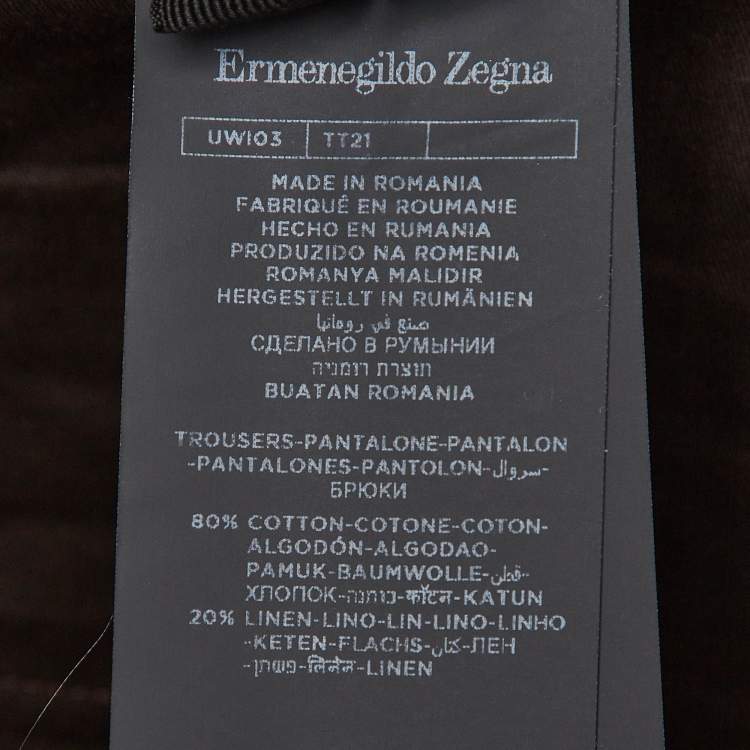 Ermenegildo Zegna
UWI03 TT21
MADE IN ROMANIA
FABRIQUÉ EN ROUMANIE
HECHO EN RUMANIA
PRODUZIDO NA ROMENIA
ROMANYA MALIDIR
HERGESTELLT IN RUMÄNIEN
صنع في رومانيا
СДЕЛАНО В РУМЫНИИ
תוצרת רומניה
BUATAN ROMANIA
TROUSERS-PANTALONE-PANTALON
-PANTALONES-PANTOLON-سروال-
БРЮКИ
80% COTTON-COTONE-COTON-
ALGODÓN-ALGODAO-
PAMUK-BAUMWOLLE-قطن-
ХЛОПОК-כותנה-कॉटन-KATUN
20% LINEN-LINO-LIN-LINO-LINHO
-KETEN-FLACHS-كتان-ЛЕН
-פשתן-लिनेन-LINEN